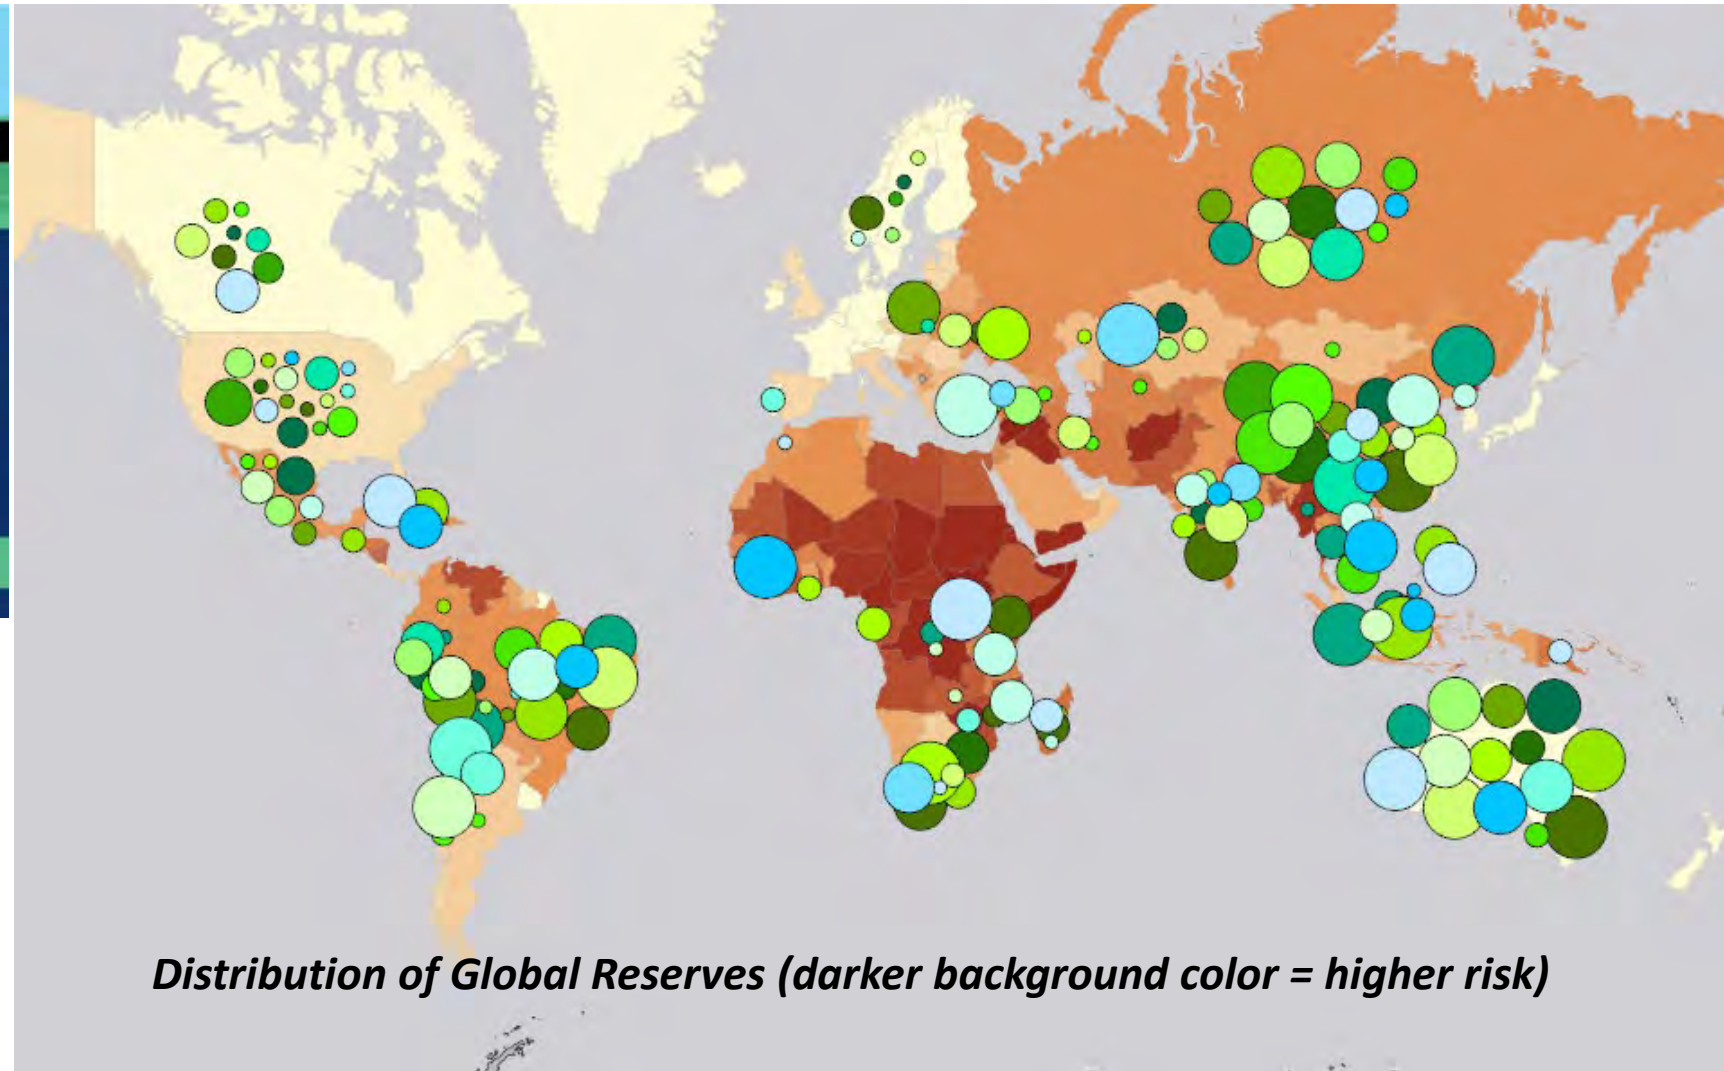 Distribution of Global Reserves (darker background color = higher risk)